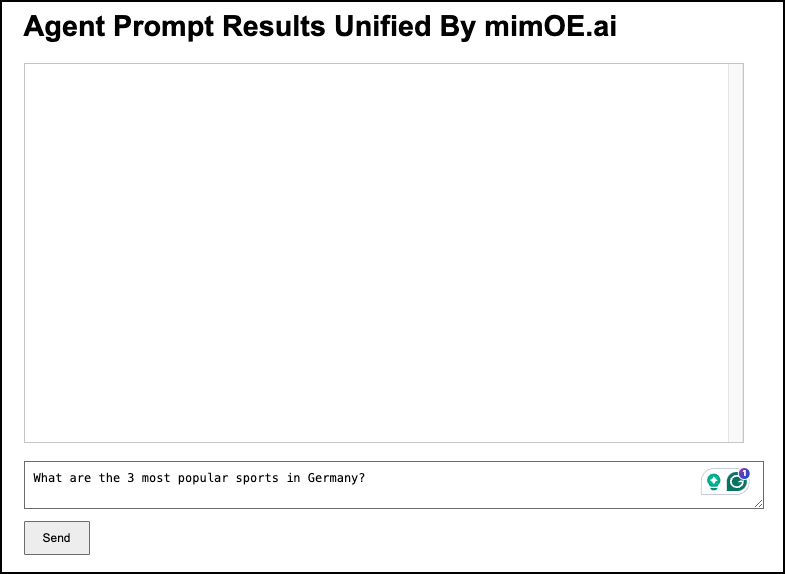 Agent Prompt Results Unified By mimOE.ai
What are the 3 most popular sports in Germany?
1
Send